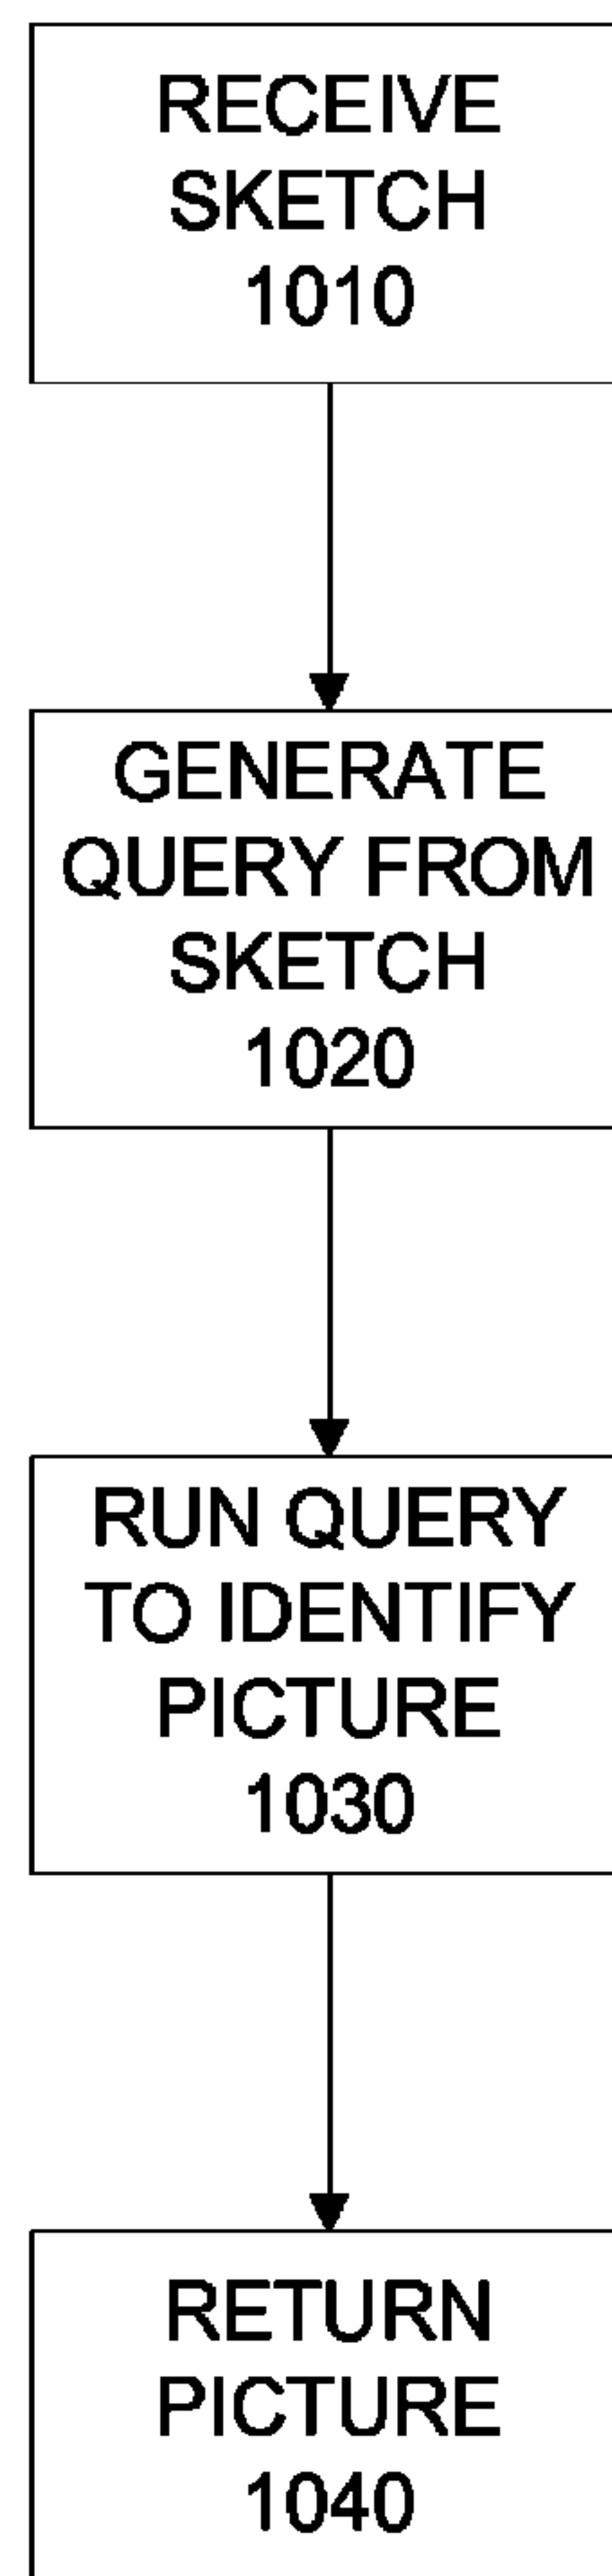 RECEIVE
SKETCH
1010
GENERATE
QUERY FROM
SKETCH
1020
RUN QUERY
TO IDENTIFY
PICTURE
1030
RETURN
PICTURE
1040